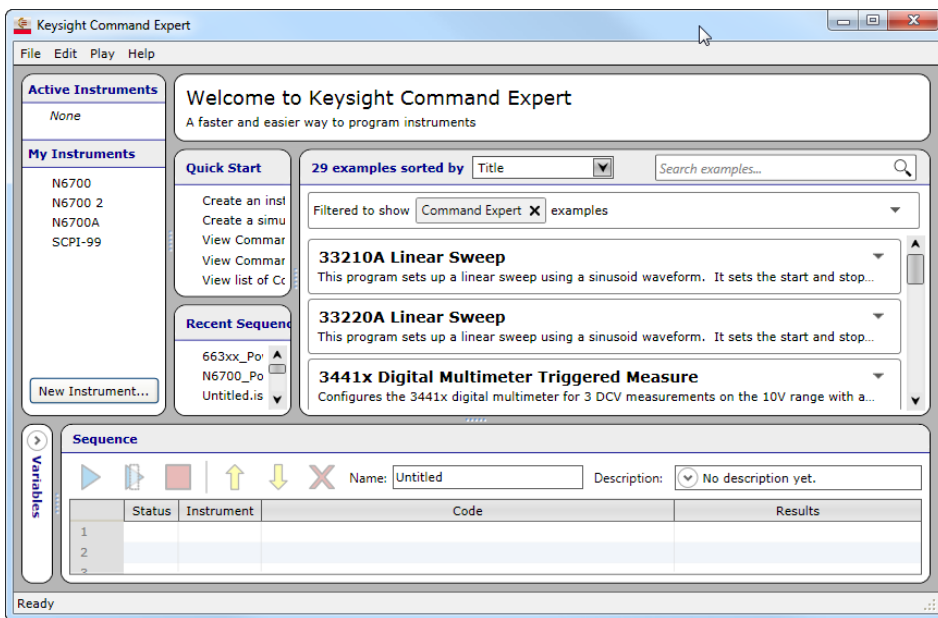 Keysight Command Expert
File Edit Play Help
Active Instruments
None
My Instruments
N6700
N6700 2
N6700A
SCPI-99
New Instrument...
Welcome to Keysight Command Expert
A faster and easier way to program instruments
Quick Start
Create an inst
Create a simu
View Commar
View Commar
View list of Co
Recent Sequenc
663xx_Po
N6700_Po
Untitled.is
29 examples sorted by Title
Search examples...
Filtered to show Command Expert X examples
33210A Linear Sweep
This program sets up a linear sweep using a sinusoid waveform. It sets the start and stop...
33220A Linear Sweep
This program sets up a linear sweep using a sinusoid waveform. It sets the start and stop...
3441x Digital Multimeter Triggered Measure
Configures the 3441x digital multimeter for 3 DCV measurements on the 10V range with a...
Variables
Sequence
Name: Untitled Description: No description yet.
Status Instrument Code Results
1
2
3
Ready